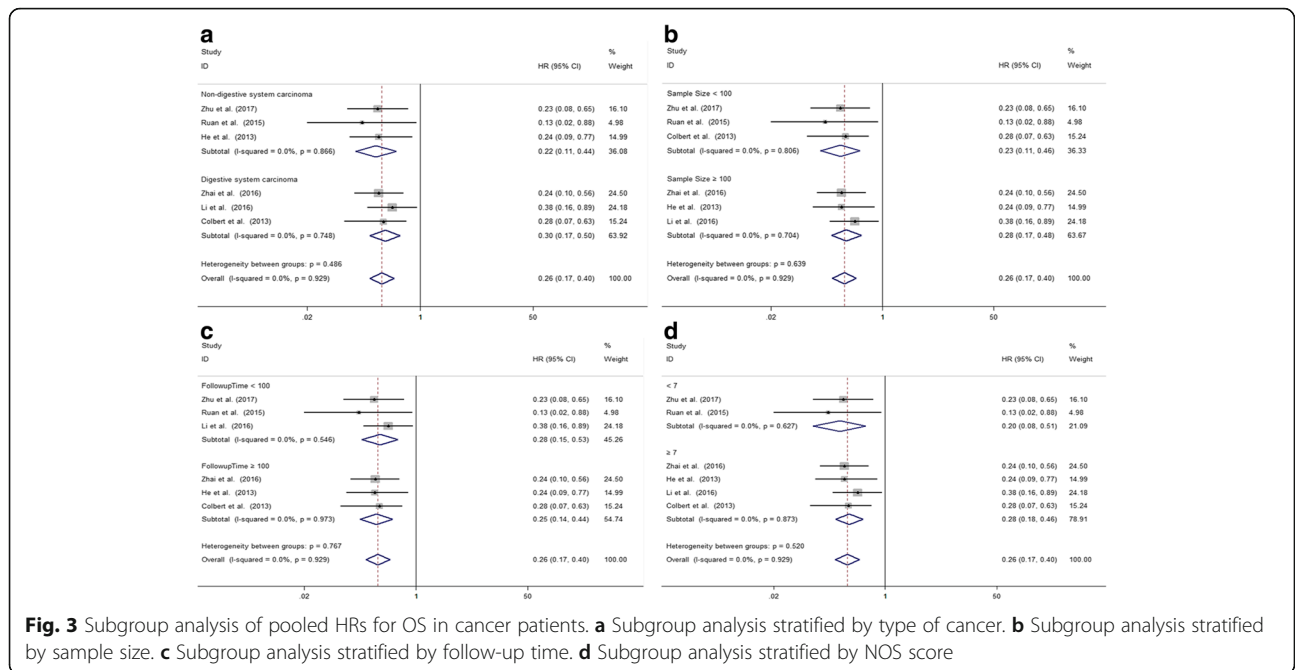 a
Study %
ID HR (95% CI) Weight
Non-digestive system carcinoma
Zhu et al. (2017) 0.23 (0.08, 0.65) 16.10
Ruan et al. (2015) 0.13 (0.02, 0.88) 4.98
He et al. (2013) 0.24 (0.09, 0.77) 14.99
Subtotal (I-squared = 0.0%, p = 0.866) 0.22 (0.11, 0.44) 36.08
Digestive system carcinoma
Zhai et al. (2016) 0.24 (0.10, 0.56) 24.50
Li et al. (2016) 0.38 (0.16, 0.89) 24.18
Colbert et al. (2013) 0.28 (0.07, 0.63) 15.24
Subtotal (I-squared = 0.0%, p = 0.748) 0.30 (0.17, 0.50) 63.92
Heterogeneity between groups: p = 0.486
Overall (I-squared = 0.0%, p = 0.929) 0.26 (0.17, 0.40) 100.00
.02 1 50
b
Study %
ID HR (95% CI) Weight
Sample Size < 100
Zhu et al. (2017) 0.23 (0.08, 0.65) 16.10
Ruan et al. (2015) 0.13 (0.02, 0.88) 4.98
Colbert et al. (2013) 0.28 (0.07, 0.63) 15.24
Subtotal (I-squared = 0.0%, p = 0.806) 0.23 (0.11, 0.46) 36.33
Sample Size ≥ 100
Zhai et al. (2016) 0.24 (0.10, 0.56) 24.50
He et al. (2013) 0.24 (0.09, 0.77) 14.99
Li et al. (2016) 0.38 (0.16, 0.89) 24.18
Subtotal (I-squared = 0.0%, p = 0.704) 0.28 (0.17, 0.48) 63.67
Heterogeneity between groups: p = 0.639
Overall (I-squared = 0.0%, p = 0.929) 0.26 (0.17, 0.40) 100.00
.02 1 50
c
Study %
ID HR (95% CI) Weight
FollowupTime < 100
Zhu et al. (2017) 0.23 (0.08, 0.65) 16.10
Ruan et al. (2015) 0.13 (0.02, 0.88) 4.98
Li et al. (2016) 0.38 (0.16, 0.89) 24.18
Subtotal (I-squared = 0.0%, p = 0.546) 0.28 (0.15, 0.53) 45.26
FollowupTime ≥ 100
Zhai et al. (2016) 0.24 (0.10, 0.56) 24.50
He et al. (2013) 0.24 (0.09, 0.77) 14.99
Colbert et al. (2013) 0.28 (0.07, 0.63) 15.24
Subtotal (I-squared = 0.0%, p = 0.973) 0.25 (0.14, 0.44) 54.74
Heterogeneity between groups: p = 0.767
Overall (I-squared = 0.0%, p = 0.929) 0.26 (0.17, 0.40) 100.00
.02 1 50
d
Study %
ID HR (95% CI) Weight
< 7
Zhu et al. (2017) 0.23 (0.08, 0.65) 16.10
Ruan et al. (2015) 0.13 (0.02, 0.88) 4.98
Subtotal (I-squared = 0.0%, p = 0.627) 0.20 (0.08, 0.51) 21.09
≥ 7
Zhai et al. (2016) 0.24 (0.10, 0.56) 24.50
He et al. (2013) 0.24 (0.09, 0.77) 14.99
Li et al. (2016) 0.38 (0.16, 0.89) 24.18
Colbert et al. (2013) 0.28 (0.07, 0.63) 15.24
Subtotal (I-squared = 0.0%, p = 0.873) 0.28 (0.18, 0.46) 78.91
Heterogeneity between groups: p = 0.520
Overall (I-squared = 0.0%, p = 0.929) 0.26 (0.17, 0.40) 100.00
.02 1 50
Fig. 3 Subgroup analysis of pooled HRs for OS in cancer patients. a Subgroup analysis stratified by type of cancer. b Subgroup analysis stratified
by sample size. c Subgroup analysis stratified by follow-up time. d Subgroup analysis stratified by NOS score